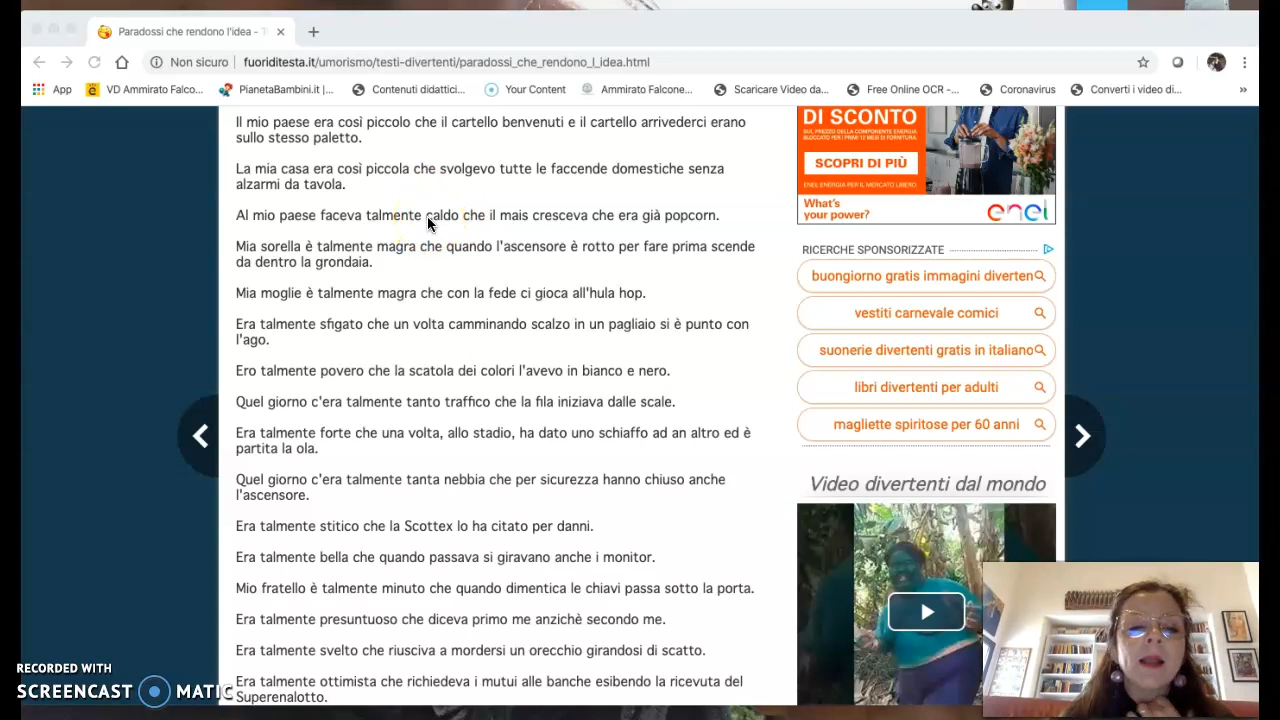 Paradossi che rendono l'idea -
Non sicuro
fuoriditesta.it/umorismo/testi-divertenti/paradossi_che_rendono_l_idea.html
App
VD Ammirato Falco...
PianetaBambini.it |...
Contenuti didattici...
Your Content
Ammirato Falcone...
Scaricare Video da...
Free Online OCR -...
Coronavirus
Converti i video di...
»
Il mio paese era così piccolo che il cartello benvenuti e il cartello arrivederci erano
sullo stesso paletto.
La mia casa era così piccola che svolgevo tutte le faccende domestiche senza
alzarmi da tavola.
Al mio paese faceva talmente caldo che il mais cresceva che era già popcorn.
Mia sorella è talmente magra che quando l'ascensore è rotto per fare prima scende
da dentro la grondaia.
Mia moglie è talmente magra che con la fede ci gioca all'hula hop.
Era talmente sfigato che un volta camminando scalzo in un pagliaio si è punto con
l'ago.
Ero talmente povero che la scatola dei colori l'avevo in bianco e nero.
Quel giorno c'era talmente tanto traffico che la fila iniziava dalle scale.
Era talmente forte che una volta, allo stadio, ha dato uno schiaffo ad an altro ed è
partita la ola.
Quel giorno c'era talmente tanta nebbia che per sicurezza hanno chiuso anche
l'ascensore.
Era talmente stitico che la Scottex lo ha citato per danni.
Era talmente bella che quando passava si giravano anche i monitor.
Mio fratello è talmente minuto che quando dimentica le chiavi passa sotto la porta.
Era talmente presuntuoso che diceva primo me anzichè secondo me.
Era talmente svelto che riusciva a mordersi un orecchio girandosi di scatto.
Era talmente ottimista che richiedeva i mutui alle banche esibendo la ricevuta del
Superenalotto.
DI SCONTO
SUL PREZZO DELLA COMPONENTE ENERGIA
SCOPRI DI PIÙ
ENEL ENERGIA PER IL MERCATO LIBERO
What's
your power?
enel
RICERCHE SPONSORIZZATE
buongiorno gratis immagini diverten
vestiti carnevale comici
suonerie divertenti gratis in italiano
libri divertenti per adulti
magliette spiritose per 60 anni
Video divertenti dal mondo
RECORDED WITH
SCREENCAST MATIC